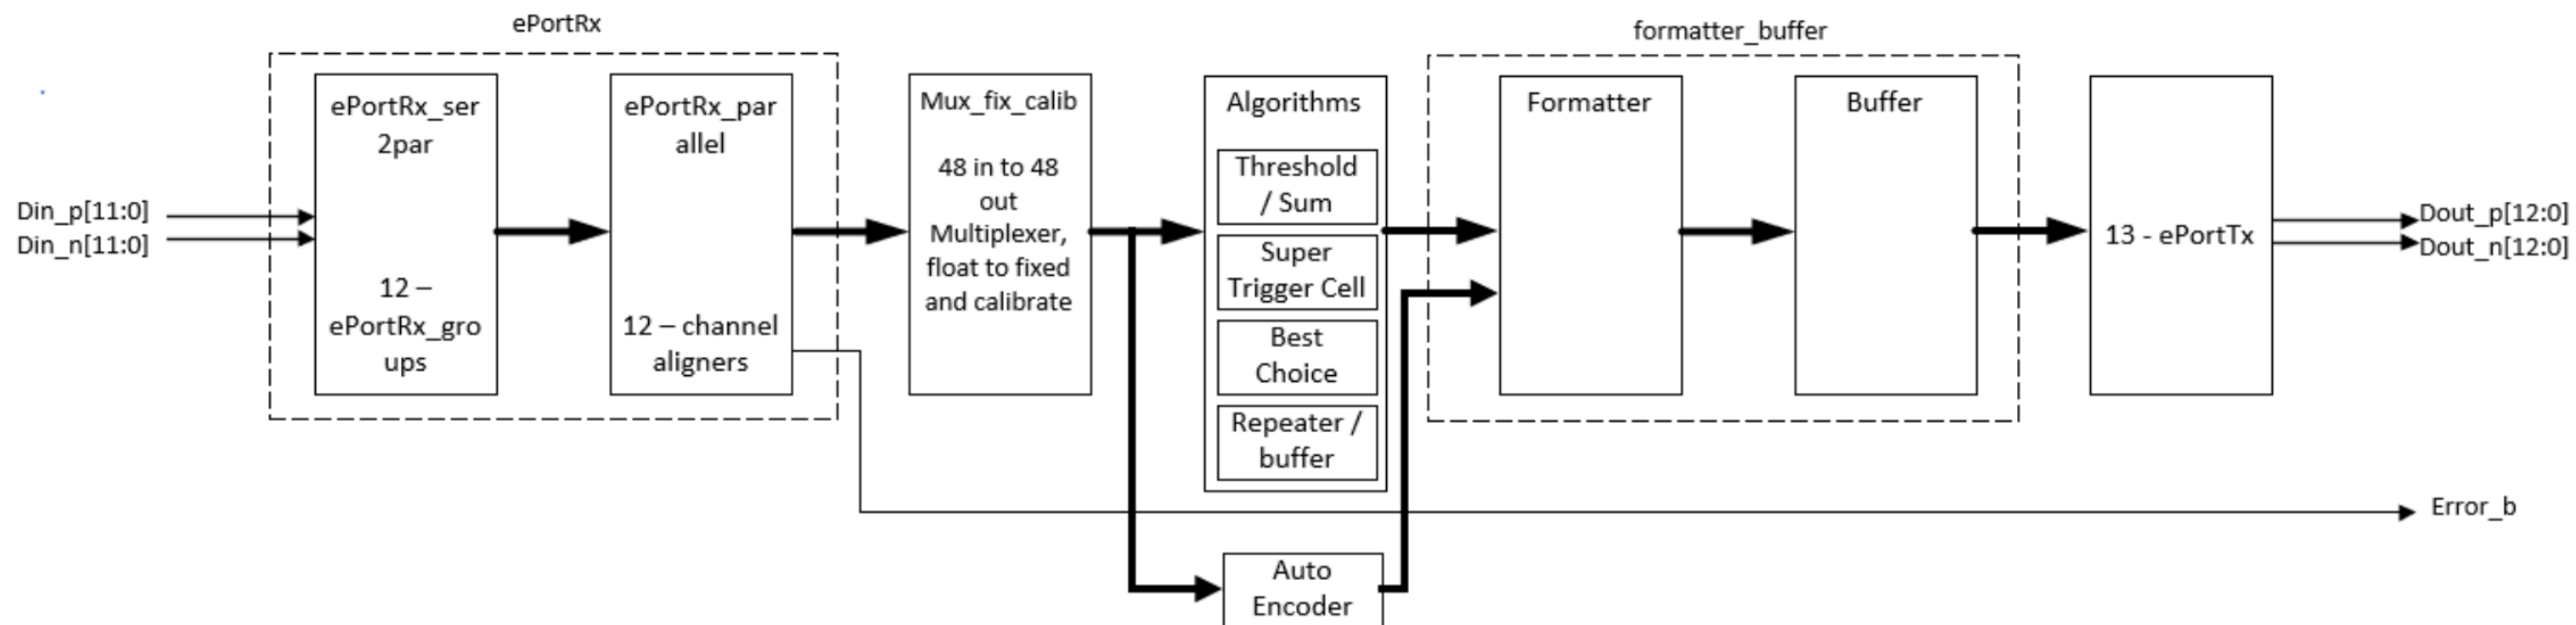 ePortRx
formatter_buffer
ePortRx_ser
2par
12 –
ePortRx_gro
ups
ePortRx_par
allel
12 – channel
aligners
Mux_fix_calib
48 in to 48
out
Multiplexer,
float to fixed
and calibrate
Algorithms
Threshold
/ Sum
Super
Trigger Cell
Best
Choice
Repeater /
buffer
Formatter
Buffer
13 - ePortTx
Din_p[11:0]
Din_n[11:0]
Dout_p[12:0]
Dout_n[12:0]
Error_b
Auto
Encoder